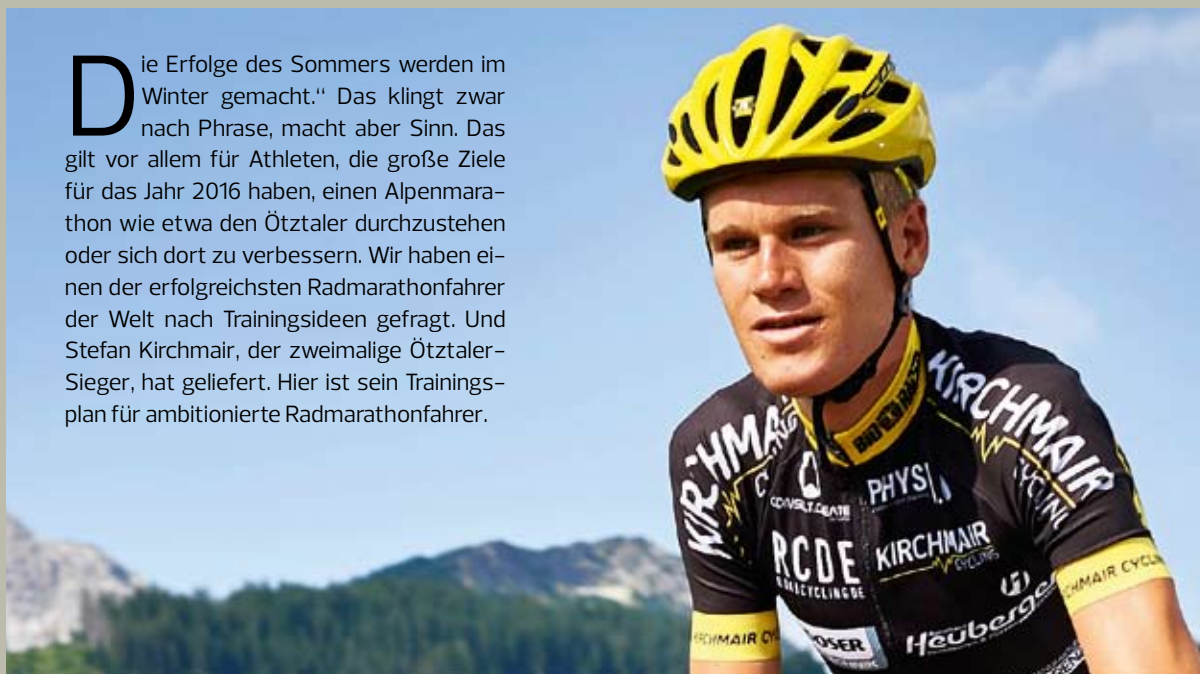 Die Erfolge des Sommers werden im
Winter gemacht.“ Das klingt zwar
nach Phrase, macht aber Sinn. Das
gilt vor allem für Athleten, die große Ziele
für das Jahr 2016 haben, einen Alpenmara-
thon wie etwa den Ötztaler durchzustehen
oder sich dort zu verbessern. Wir haben ei-
nen der erfolgreichsten Radmarathonfahrer
der Welt nach Trainingsideen gefragt. Und
Stefan Kirchmair, der zweimalige Ötztaler-
Sieger, hat geliefert. Hier ist sein Trainings-
plan für ambitionierte Radmarathonfahrer.
BIO RACER
KIRCHMAIR
PHYS
RCDE
KIRCHMAIR
CYCLING
Heuberger